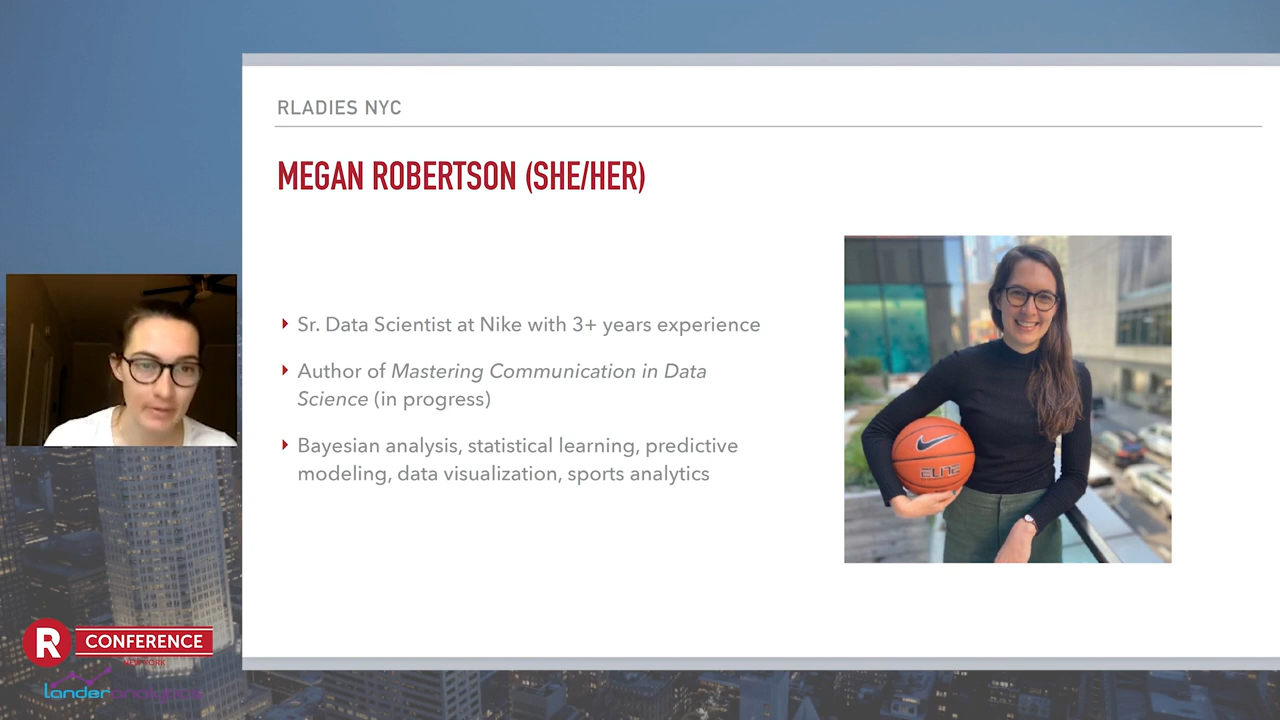 RLADIES NYC
MEGAN ROBERTSON (SHE/HER)
Sr. Data Scientist at Nike with 3+ years experience
Author of Mastering Communication in Data
Science (in progress)
Bayesian analysis, statistical learning, predictive
modeling, data visualization, sports analytics
ELITE
R CONFERENCE
NEW YORK
lander analytics